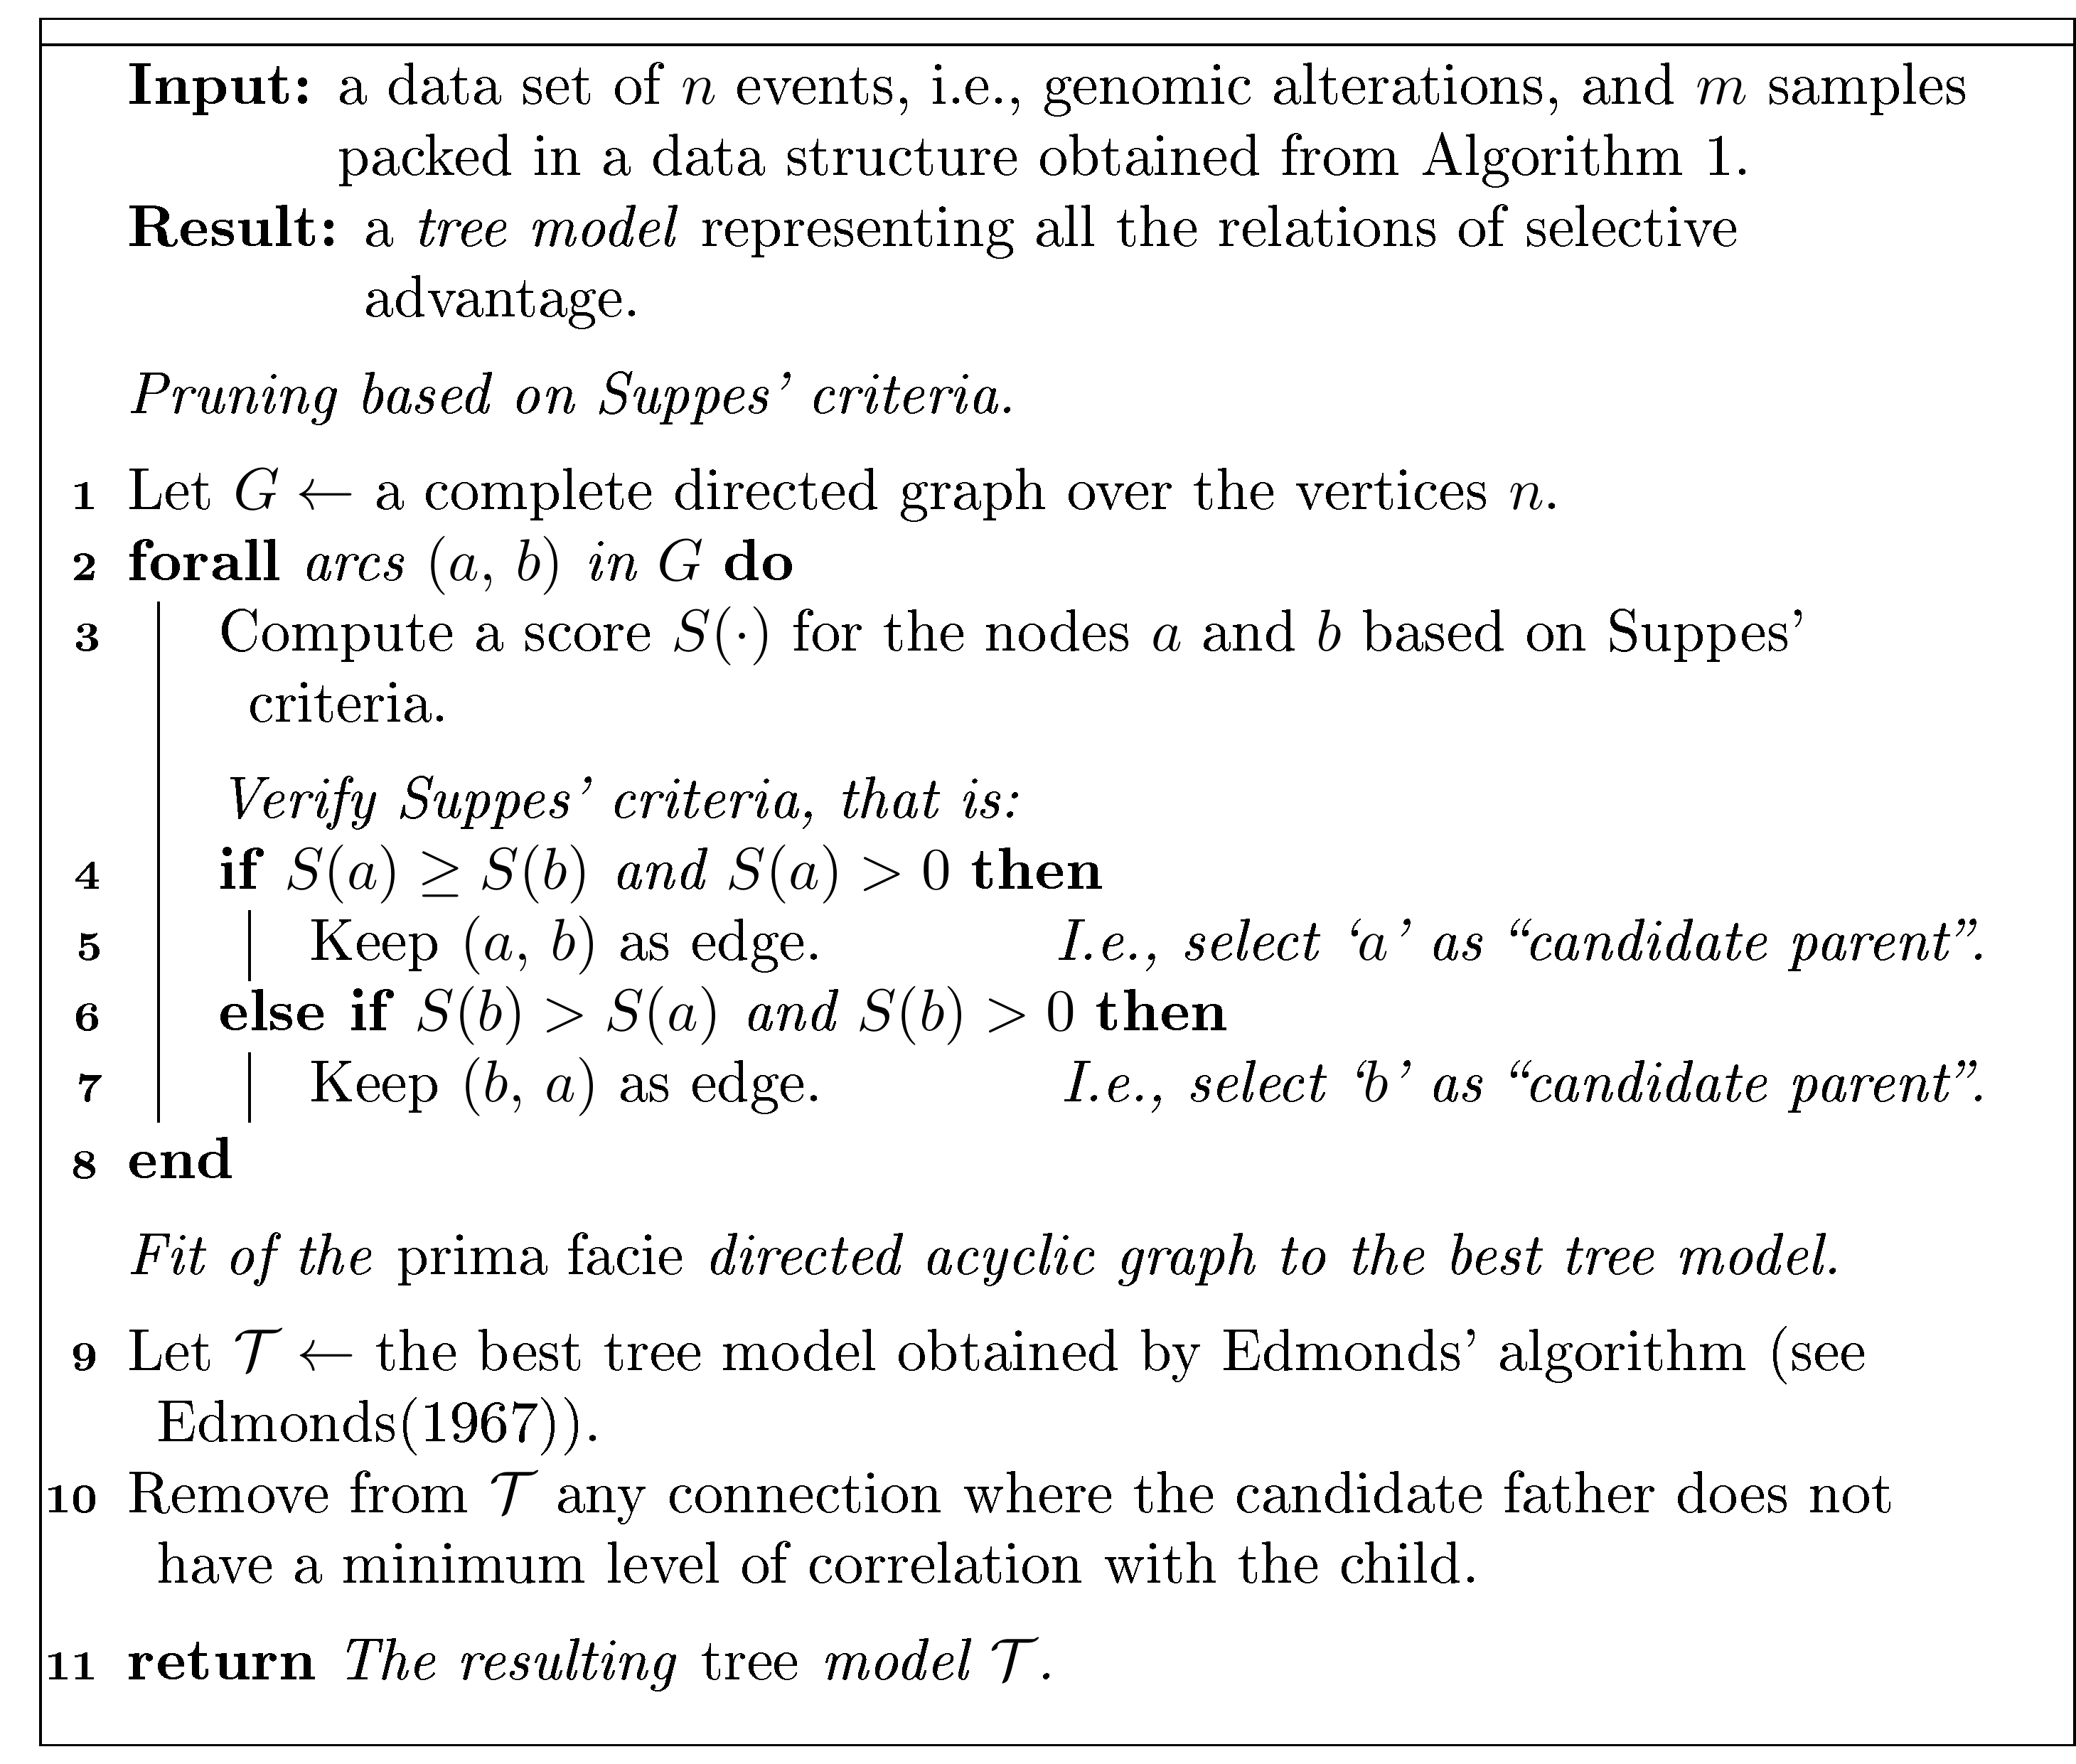 Input: a data set of n events, i.e., genomic alterations, and m samples
packed in a data structure obtained from Algorithm 1.
Result: a tree model representing all the relations of selective
advantage.
Pruning based on Suppes' criteria.
1 Let G ← a complete directed graph over the vertices n.
2 forall arcs (a, b) in G do
3 Compute a score S(·) for the nodes a and b based on Suppes'
criteria.
Verify Suppes' criteria, that is:
4 if S(a) ≥ S(b) and S(a) > 0 then
5 Keep (a, b) as edge. I.e., select ‘a’ as “candidate parent”.
6 else if S(b) > S(a) and S(b) > 0 then
7 Keep (b, a) as edge. I.e., select ‘b’ as “candidate parent”.
8 end
Fit of the prima facie directed acyclic graph to the best tree model.
9 Let 𝒯 ← the best tree model obtained by Edmonds' algorithm (see
Edmonds(1967)).
10 Remove from 𝒯 any connection where the candidate father does not
have a minimum level of correlation with the child.
11 return The resulting tree model 𝒯.